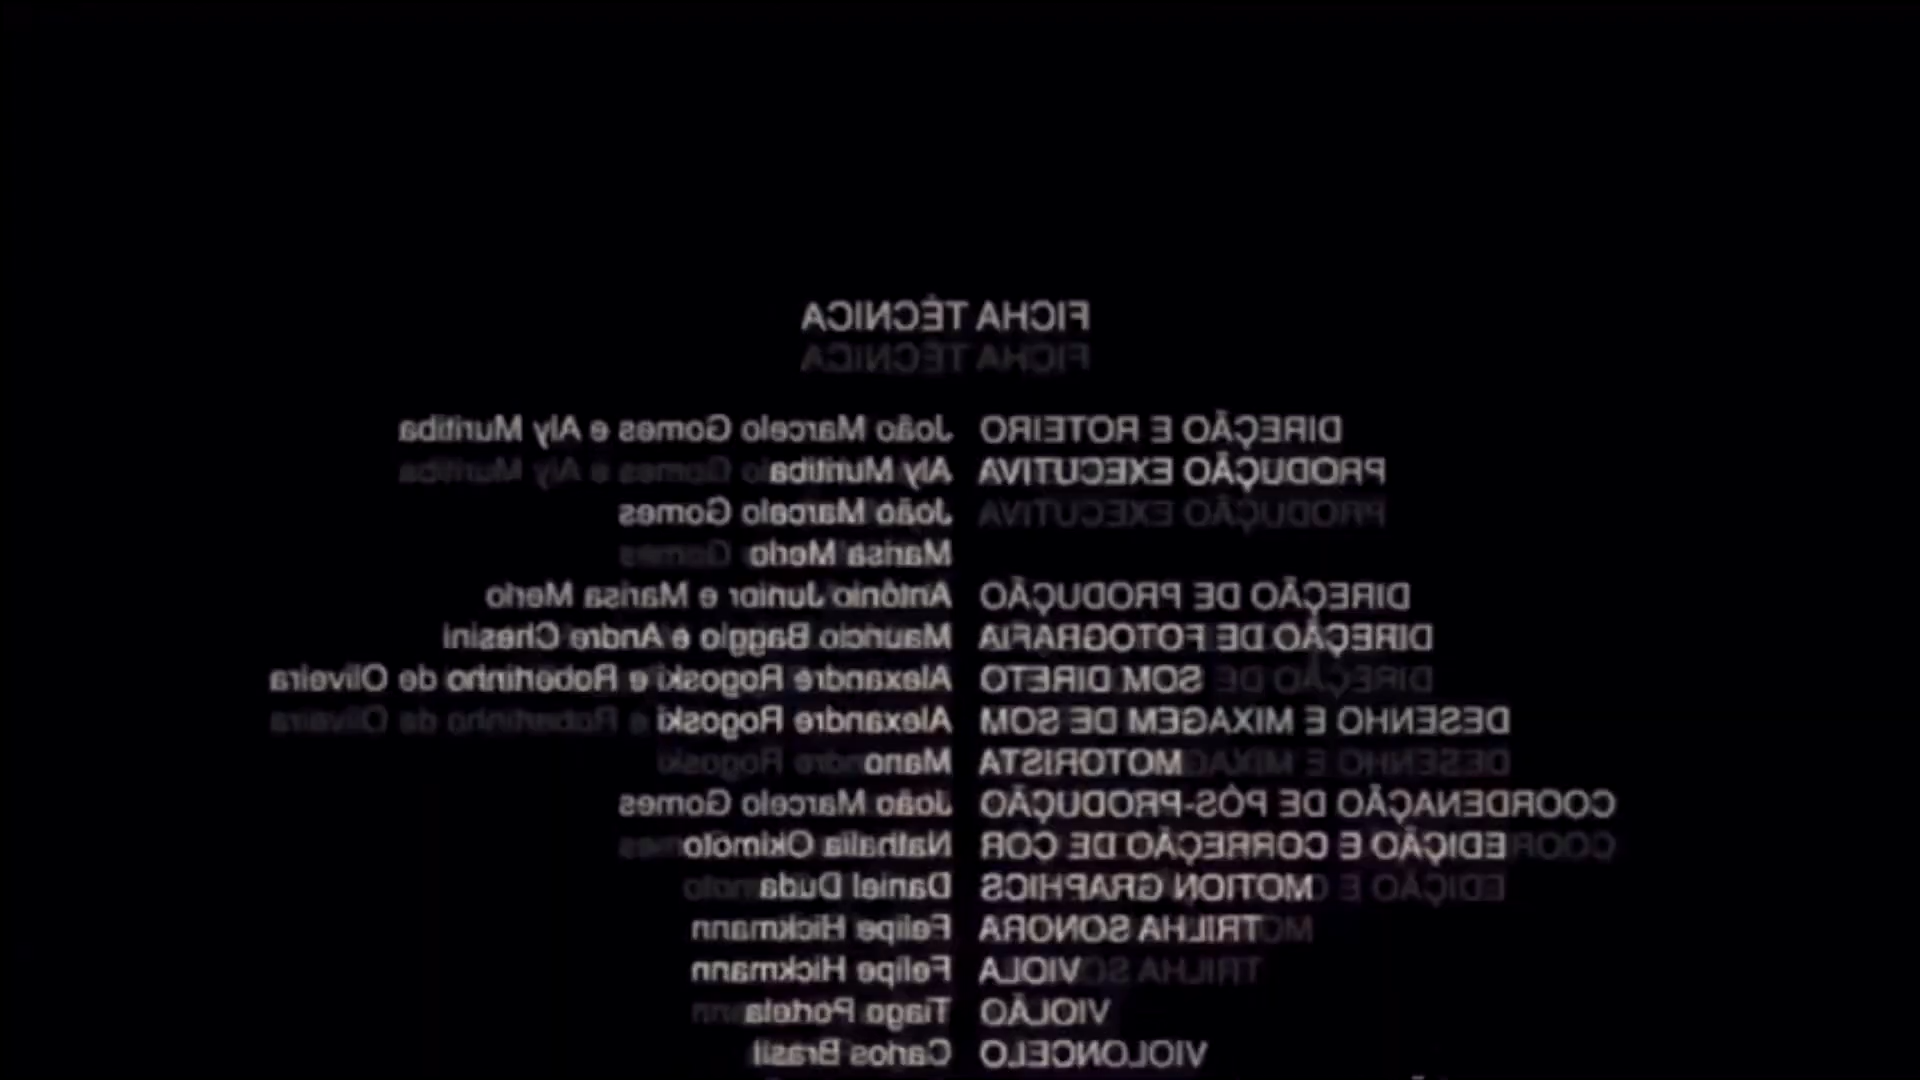 FICHA TÉCNICA
DIREÇÃO E ROTEIRO João Marcelo Gomes e Aly Muritiba
PRODUÇÃO EXECUTIVA Aly Muritiba
João Marcelo Gomes
Marisa Merlo
DIREÇÃO DE PRODUÇÃO Antônio Junior e Marisa Merlo
DIREÇÃO DE FOTOGRAFIA Mauricio Baggio e Andre Chesini
SOM DIRETO Alexandre Rogoski e Robertinho de Oliveira
DESENHO E MIXAGEM DE SOM Alexandre Rogoski
MOTORISTA Mano
COORDENAÇÃO DE PÓS-PRODUÇÃO João Marcelo Gomes
EDIÇÃO E CORREÇÃO DE COR Nathalia Okimoto
MOTION GRAPHICS Daniel Duda
TRILHA SONORA Felipe Hickmann
VIOLA Felipe Hickmann
VIOLÃO Tiago Portela
VIOLONCELO Carlos Brasil